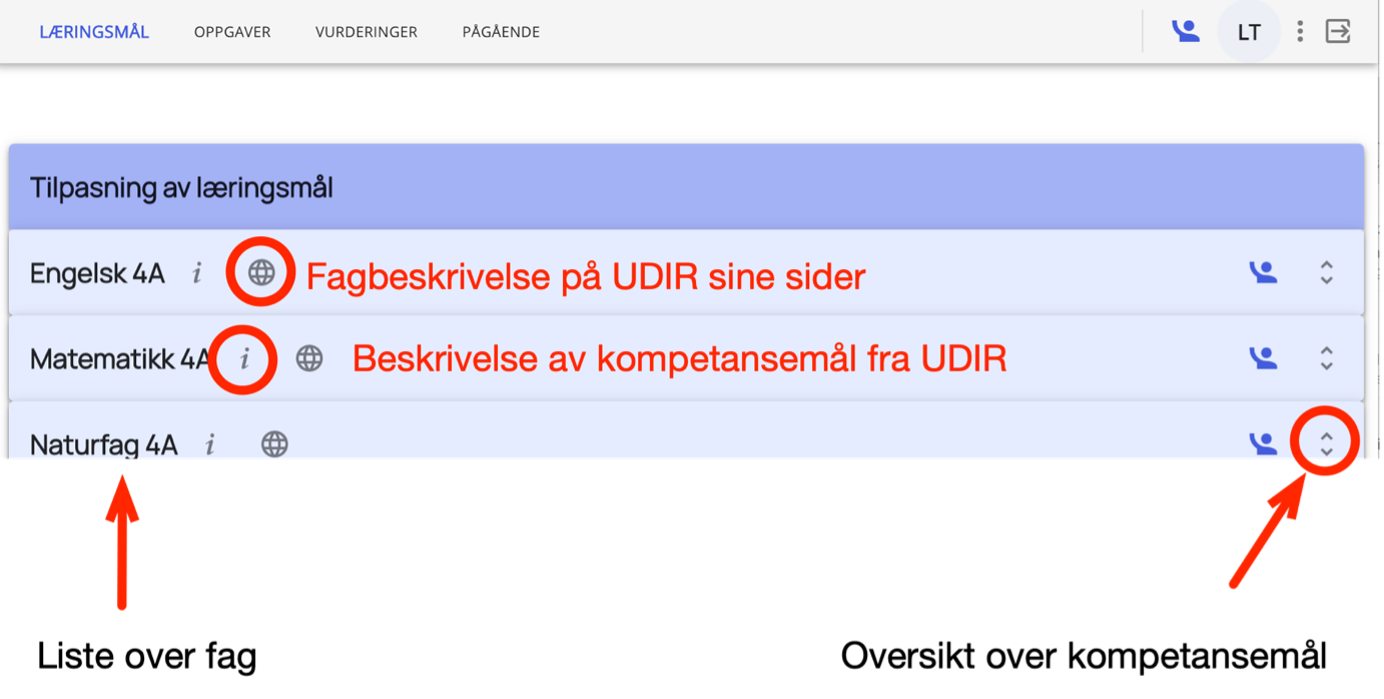 LÆRINGSMÅL OPPGAVER VURDERINGER PÅGÅENDE LT
Tilpasning av læringsmål
Engelsk 4A i Fagbeskrivelse på UDIR sine sider
Matematikk 4A i Beskrivelse av kompetansemål fra UDIR
Naturfag 4A i
Liste over fag Oversikt over kompetansemål